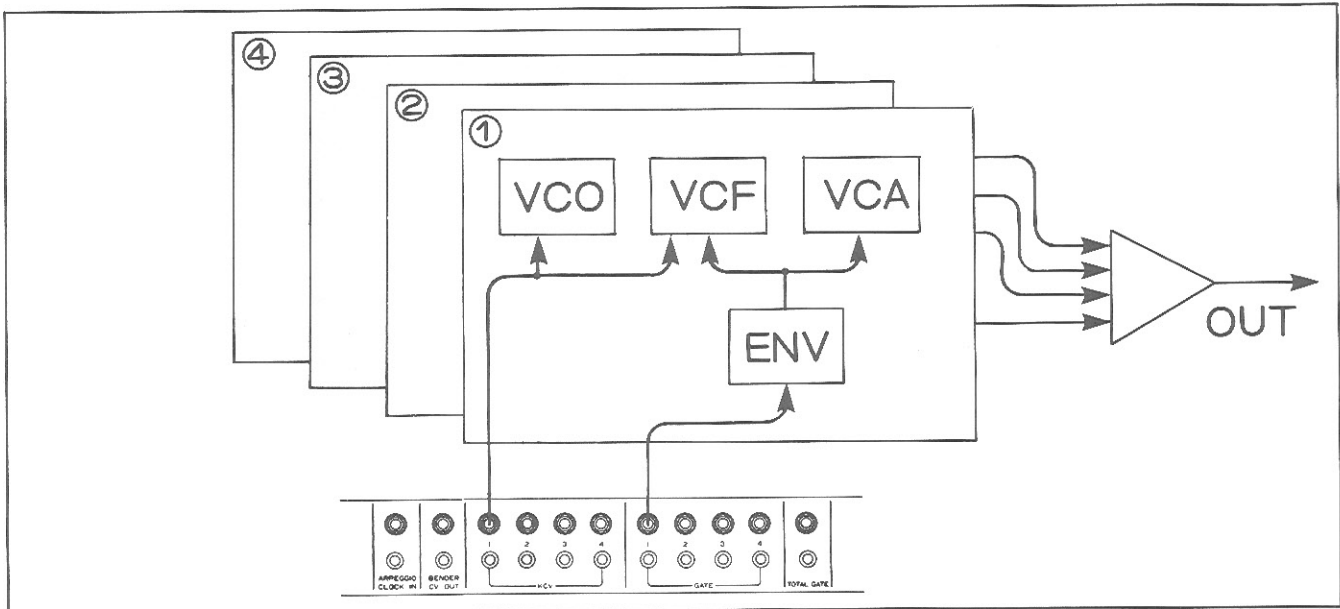 ④
③
②
①
VCO VCF VCA
ENV
OUT
1 2 3 4 1 2 3 4
ARPEGGIO BENDER
CLOCK IN CV OUT KCV GATE TOTAL GATE